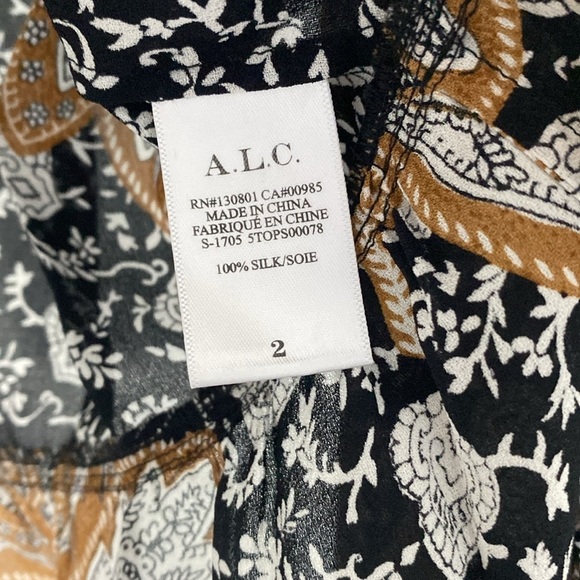 A.L.C.
RN#130801 CA#00985
MADE IN CHINA
FABRIQUÉ EN CHINE
S-1705 5TOPS00078
100% SILK/SOIE
2